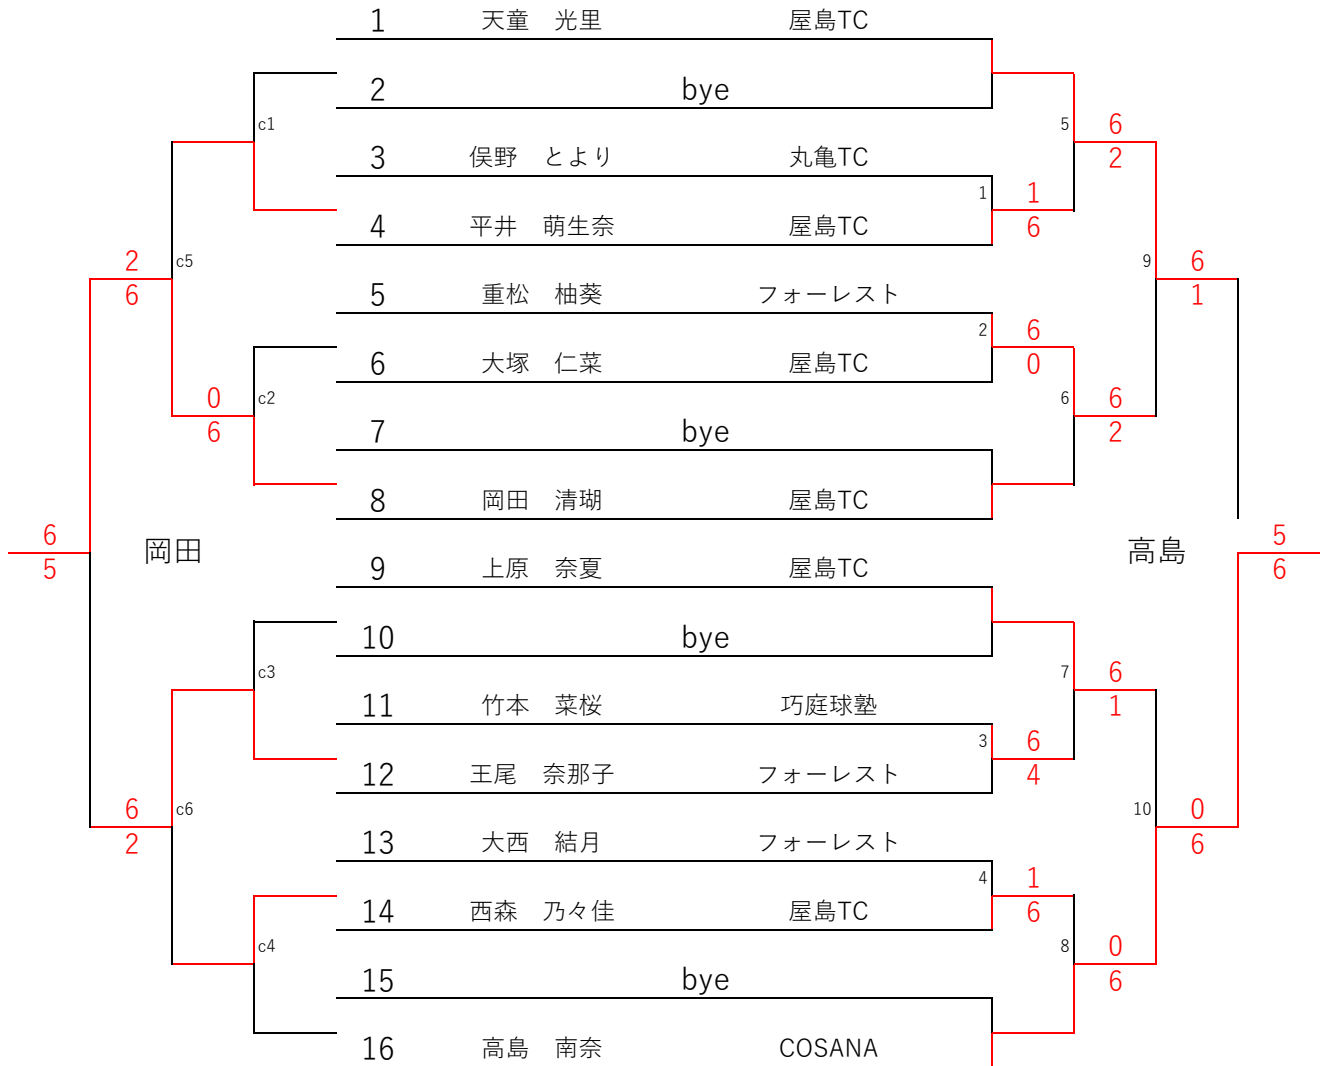 1 天童　光里 屋島TC
2 bye
c1 5 6
3 俣野　とより 丸亀TC 2
1 1
4 平井　萌生奈 屋島TC 6
2 c5 9 6
6 5 重松　柚葵 フォーレスト 1
2 6
6 大塚　仁菜 屋島TC 0
0 c2 6 6
6 7 bye 2
8 岡田　清瑚 屋島TC
6 岡田 高島 5
5 9 上原　奈夏 屋島TC 6
10 bye
c3 7 6
11 竹本　菜桜 巧庭球塾 1
3 6
12 王尾　奈那子 フォーレスト 4
6 c6 10 0
2 13 大西　結月 フォーレスト 6
4 1
14 西森　乃々佳 屋島TC 6
c4 8 0
15 bye 6
16 高島　南奈 COSANA